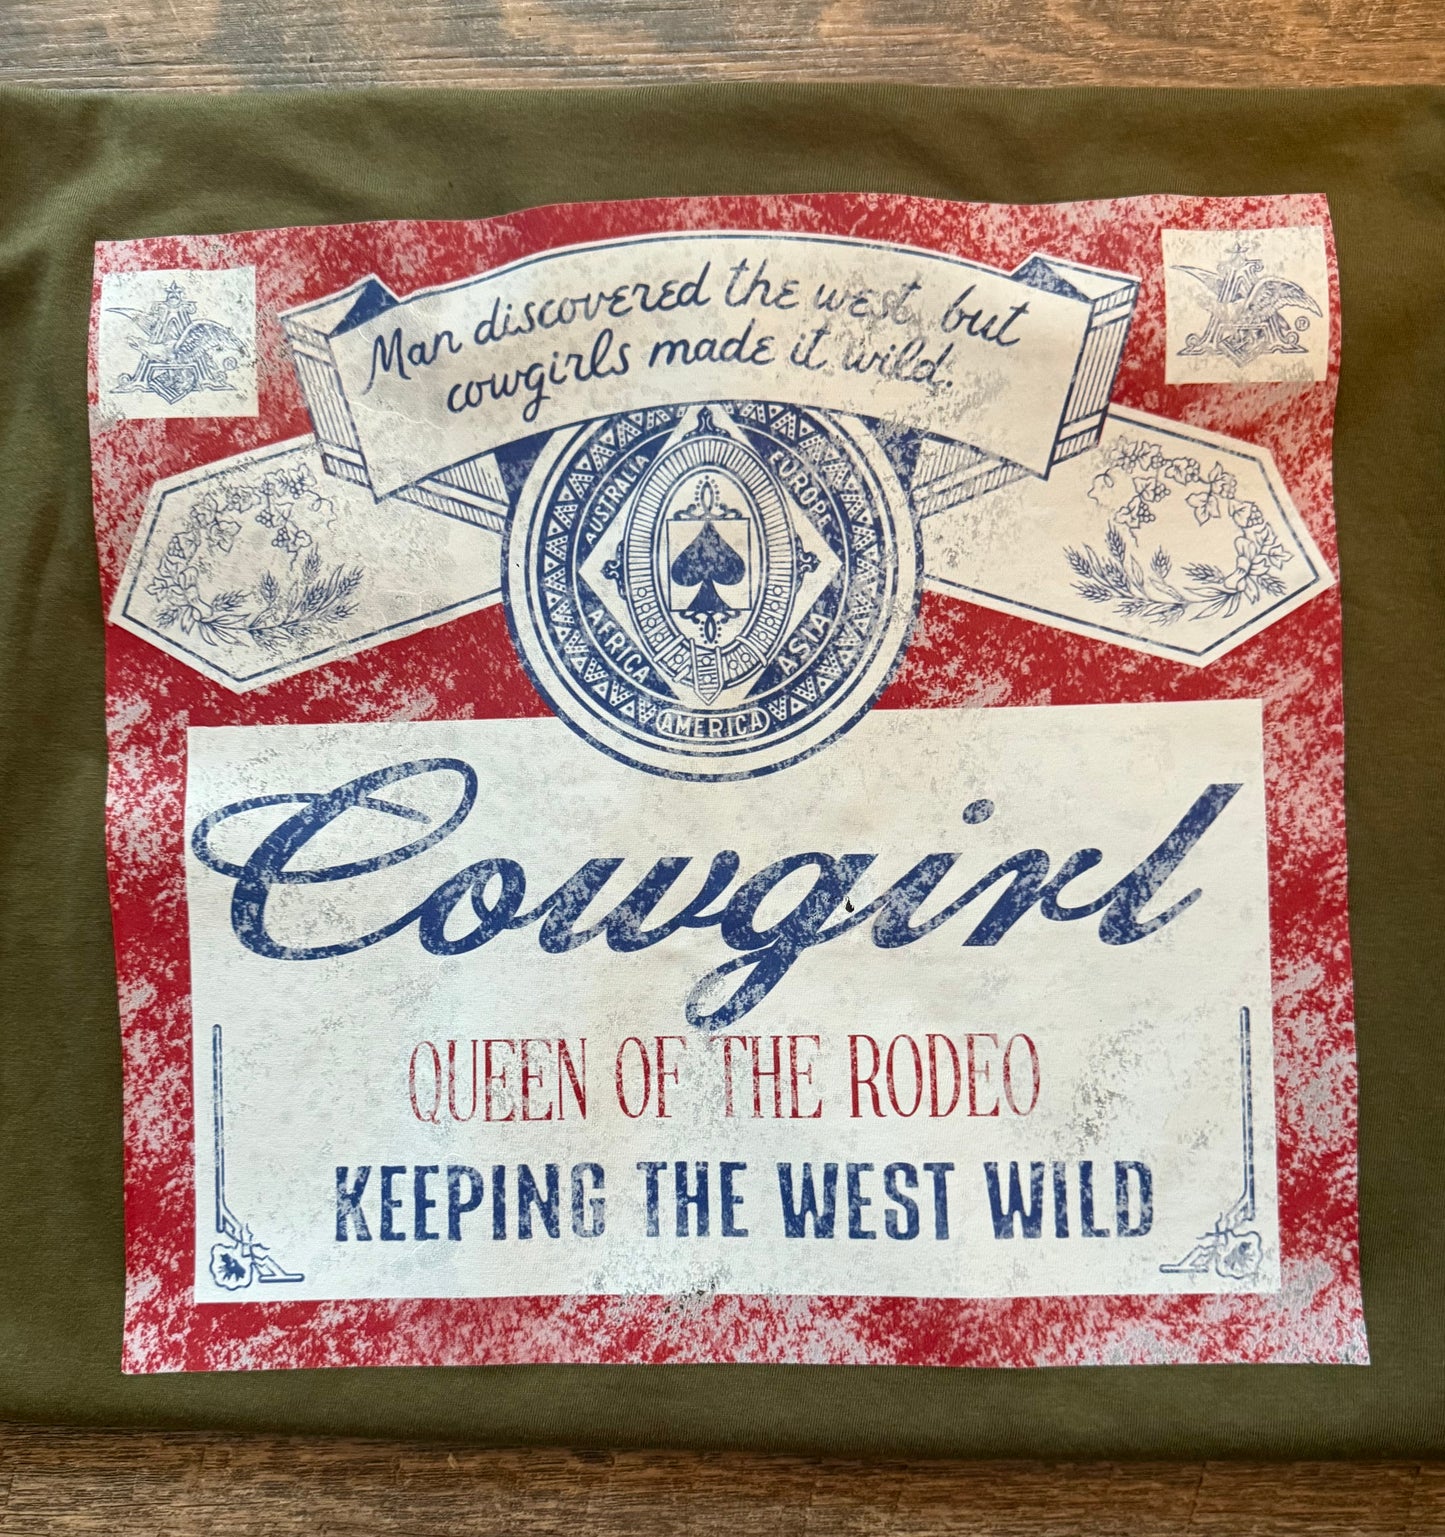 Man discovered the west, but
cowgirls made it wild.
AUSTRALIA
EUROPE
AFRICA
ASIA
AMERICA
Cowgirl
QUEEN OF THE RODEO
KEEPING THE WEST WILD